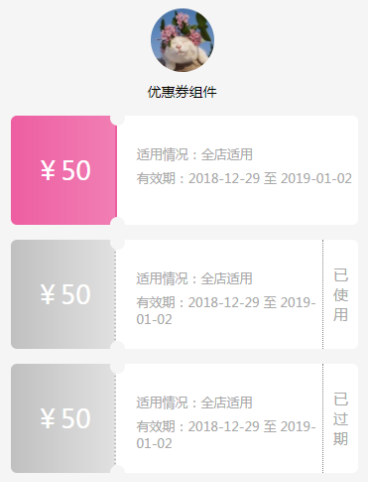 优惠券组件
¥ 50
适用情况：全店适用
有效期：2018-12-29 至 2019-01-02
¥ 50
适用情况：全店适用
有效期：2018-12-29 至 2019-
01-02
已
使
用
¥ 50
适用情况：全店适用
有效期：2018-12-29 至 2019-
01-02
已
过
期